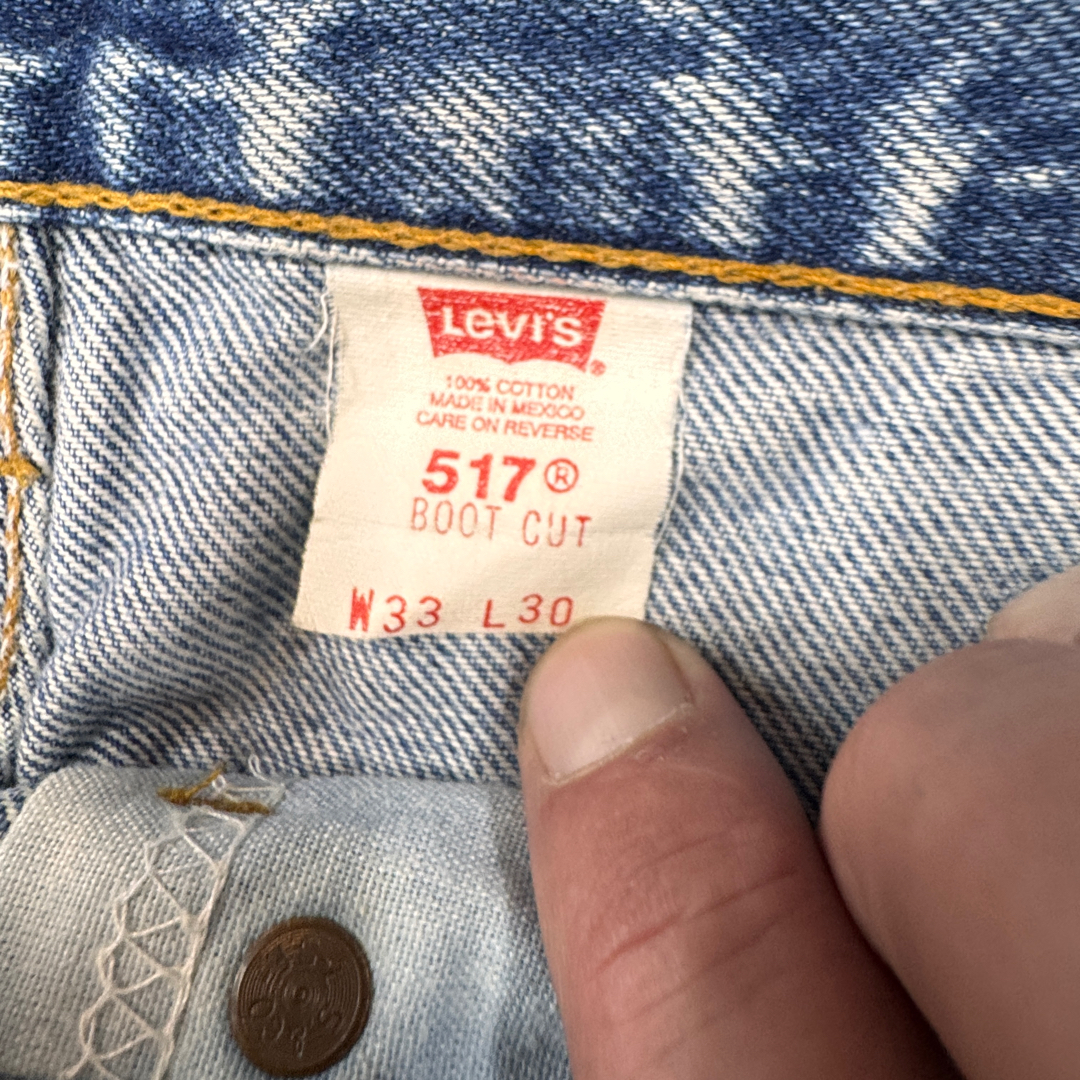 LEVI'S®
100% COTTON
MADE IN MEXICO
CARE ON REVERSE
517®
BOOT CUT
W33 L30